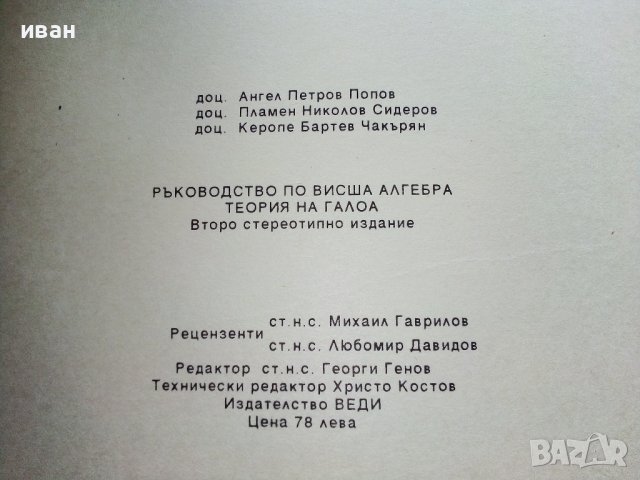 иван
доц. Ангел Петров Попов
доц. Пламен Николов Сидеров
доц. Керопе Бартев Чакърян
РЪКОВОДСТВО ПО ВИСША АЛГЕБРА
ТЕОРИЯ НА ГАЛОА
Второ стереотипно издание
ст.н.с. Михаил Гаврилов
Рецензенти
ст.н.с. Любомир Давидов
Редактор ст.н.с. Георги Генов
Технически редактор Христо Костов
Издателство ВЕДИ
Цена 78 лева
BAZAR